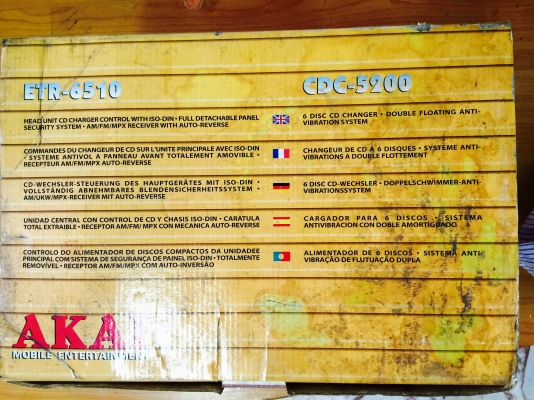 ETR-6510
CDC-5200
HEAD UNIT CD CHARGER CONTROL WITH ISO-DIN • FULL DETACHABLE PANEL
SECURITY SYSTEM • AM/FM/MPX RECEIVER WITH AUTO-REVERSE
6 DISC CD CHANGER • DOUBLE FLOATING ANTI-
VIBRATION SYSTEM
COMMANDES DU CHANGEUR DE CD SUR L'UNITE PRINCIPALE AVEC ISO-DIN
• SYSTEME ANTIVOL A PANNEAU AVANT TOTALEMENT AMOVIBLE •
RECEPTEUR AM/FM/MPX AUTO-REVERSE
CHANGEUR DE CD A 6 DISQUES • SYSTEME ANTI-
VIBRATIONS A DOUBLE FLOTTEMENT
CD-WECHSLER-STEUERUNG DES HAUPTGERÄTES MIT ISO-DIN •
VOLLSTÄNDIG ABNEHMBARES BLENDENSICHERHEITSSYSTEM •
AM/UKW/MPX-RECEIVER MIT AUTO-REVERSE
6 DISC CD-WECHSLER • DOPPELSCHWIMMER-ANTI-
VIBRATIONSSYSTEM
UNIDAD CENTRAL CON CONTROL DE CD Y CHASIS ISO-DIN • CARATULA
TOTAL EXTRAIBLE • RECEPTOR AM/FM/MPX CON MECANICA AUTO-REVERSE
CARGADOR PARA 6 DISCOS • SISTEMA
ANTIVIBRACION CON DOBLE AMORTIGUADO
CONTROLO DO ALIMENTADOR DE DISCOS COMPACTOS DA UNIDADEE
PRINCIPAL COM SISTEMA DE SEGURANÇA DE PAINEL ISO-DIN • TOTALMENTE
REMOVÍVEL • RECEPTOR AM/FM/MPX COM AUTO-INVERSÃO
ALIMENTADOR DE 6 DISCOS • SISTEMA ANTI-
VIBRAÇÃO DE FLUTUAÇÃO DUPLA
AKAI
MOBILE ENTERTAINMENT